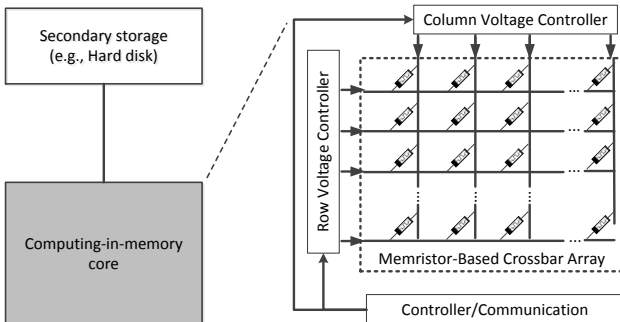 Secondary storage
(e.g., Hard disk)
Computing-in-memory
core
Column Voltage Controller
Row Voltage Controller
...
...
...
...
...
...
Memristor-Based Crossbar Array
Controller/Communication